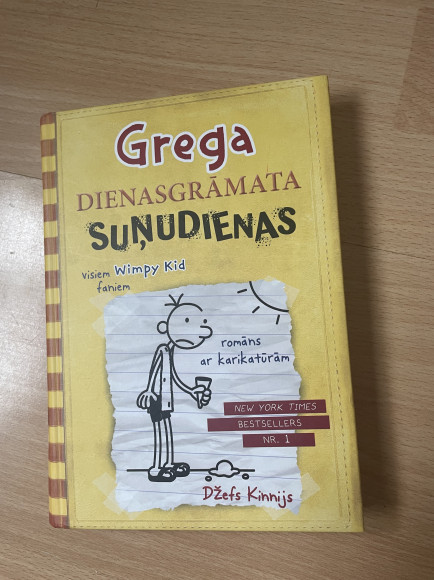 Grega
DIENASGRĀMATA
SUŅUDIENAS
Visiem Wimpy Kid
faniem
romāns
ar karikatūrām
NEW YORK TIMES
BESTSELLERS
NR. 1
Džefs Kinnijs